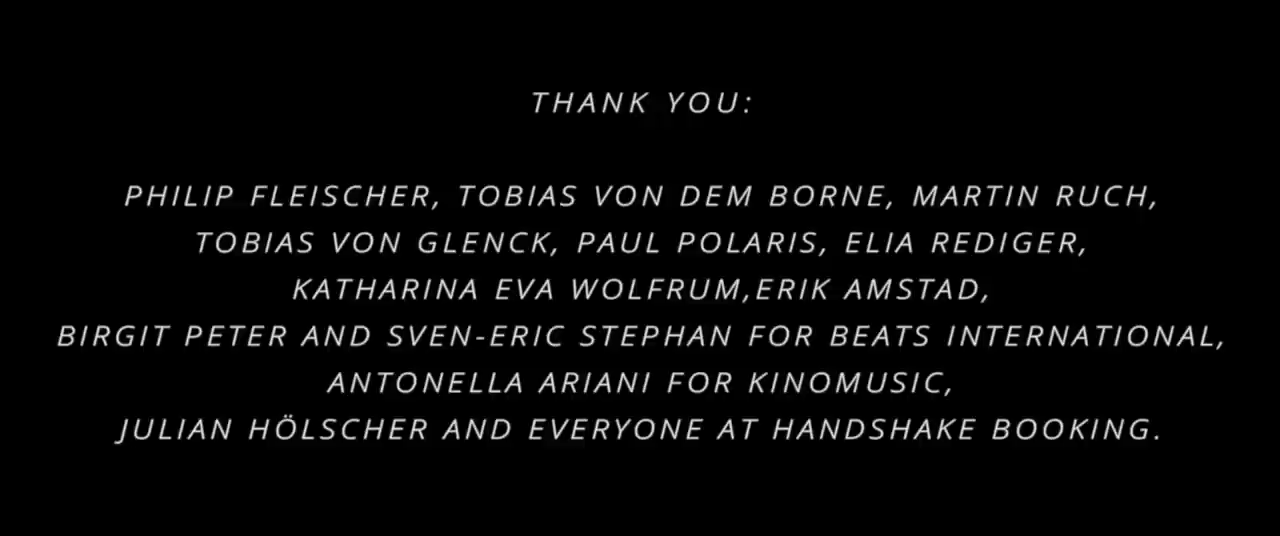 THANK YOU:
PHILIP FLEISCHER, TOBIAS VON DEM BORNE, MARTIN RUCH,
TOBIAS VON GLENCK, PAUL POLARIS, ELIA REDIGER,
KATHARINA EVA WOLFRUM,ERIK AMSTAD,
BIRGIT PETER AND SVEN-ERIC STEPHAN FOR BEATS INTERNATIONAL,
ANTONELLA ARIANI FOR KINOMUSIC,
JULIAN HÖLSCHER AND EVERYONE AT HANDSHAKE BOOKING.